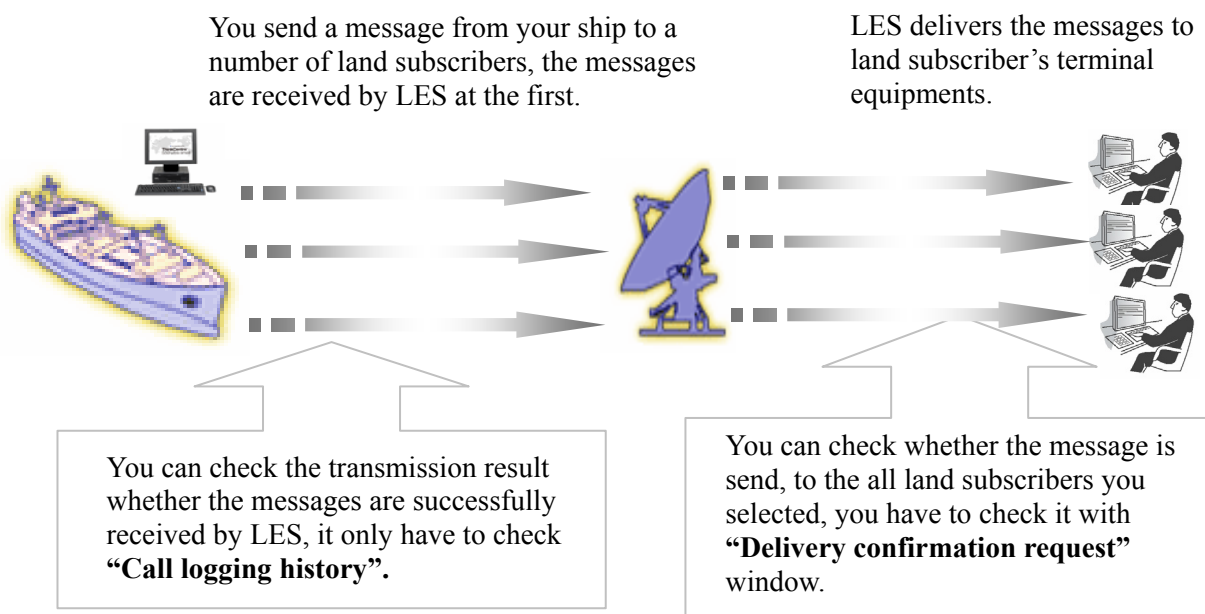 You send a message from your ship to a
number of land subscribers, the messages
are received by LES at the first.
LES delivers the messages to
land subscriber’s terminal
equipments.
You can check the transmission result
whether the messages are successfully
received by LES, it only have to check
“Call logging history”.
You can check whether the message is
send, to the all land subscribers you
selected, you have to check it with
“Delivery confirmation request”
window.